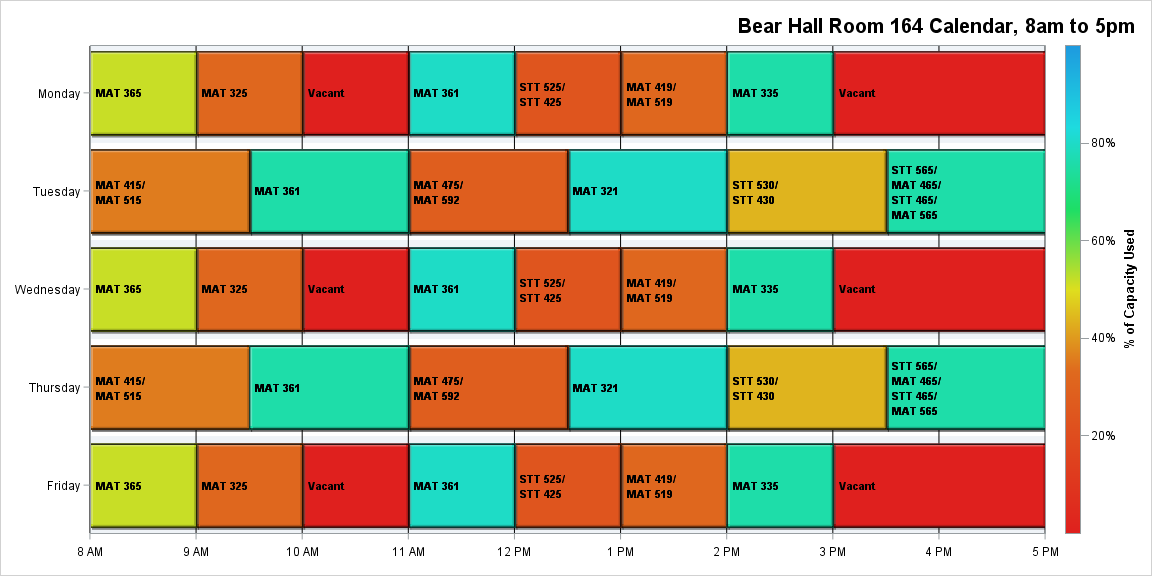 Bear Hall Room 164 Calendar, 8am to 5pm
Monday
MAT 365
MAT 325
Vacant
MAT 361
STT 525/
STT 425
MAT 419/
MAT 519
MAT 335
Vacant
Tuesday
MAT 415/
MAT 515
MAT 361
MAT 475/
MAT 592
MAT 321
STT 530/
STT 430
STT 565/
MAT 465/
STT 465/
MAT 565
Wednesday
MAT 365
MAT 325
Vacant
MAT 361
STT 525/
STT 425
MAT 419/
MAT 519
MAT 335
Vacant
Thursday
MAT 415/
MAT 515
MAT 361
MAT 475/
MAT 592
MAT 321
STT 530/
STT 430
STT 565/
MAT 465/
STT 465/
MAT 565
Friday
MAT 365
MAT 325
Vacant
MAT 361
STT 525/
STT 425
MAT 419/
MAT 519
MAT 335
Vacant
8 AM
9 AM
10 AM
11 AM
12 PM
1 PM
2 PM
3 PM
4 PM
5 PM
80%
60%
40%
20%
% of Capacity Used